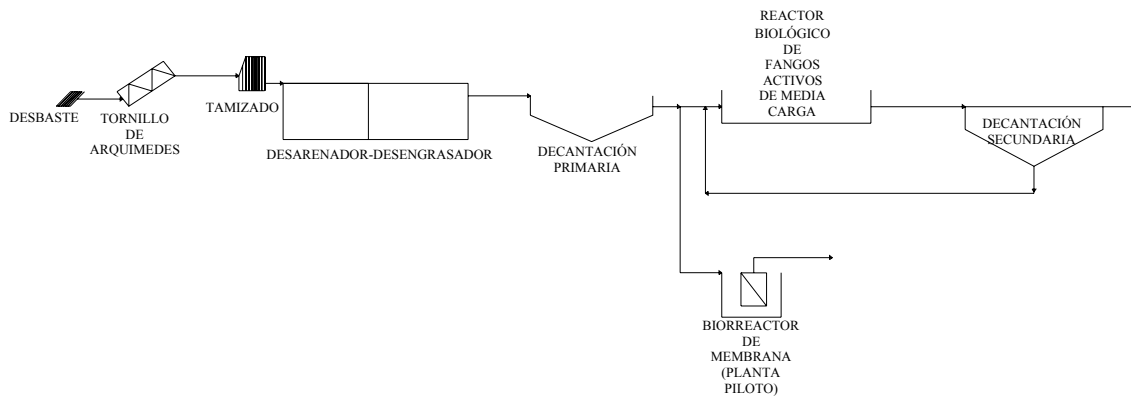 DESBASTE
TORNILLO
DE
ARQUIMEDES
TAMIZADO
DESARENADOR-DESENGRASADOR
DECANTACIÓN
PRIMARIA
REACTOR
BIOLÓGICO
DE
FANGOS
ACTIVOS
DE MEDIA
CARGA
DECANTACIÓN
SECUNDARIA
BIORREACTOR
DE
MEMBRANA
(PLANTA
PILOTO)